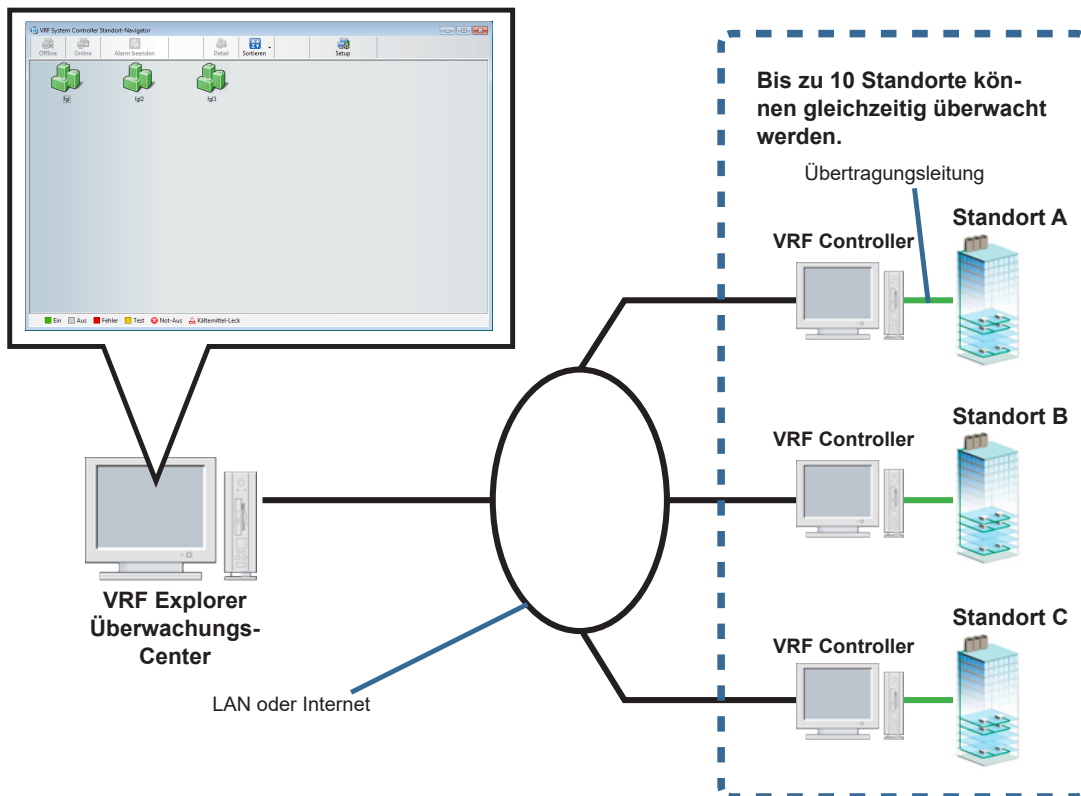 VRF System Controller Standort-Navigator
Offline
Online
Alarm beenden
Detail
Sortieren
Setup
fgl
fgl2
fgl3
Ein
Aus
Fehler
Test
Not-Aus
Kältemittel-Leck
Bis zu 10 Standorte kön-
nen gleichzeitig überwacht
werden.
Übertragungsleitung
Standort A
VRF Controller
Standort B
VRF Controller
VRF Explorer
Überwachungs-
Center
LAN oder Internet
Standort C
VRF Controller